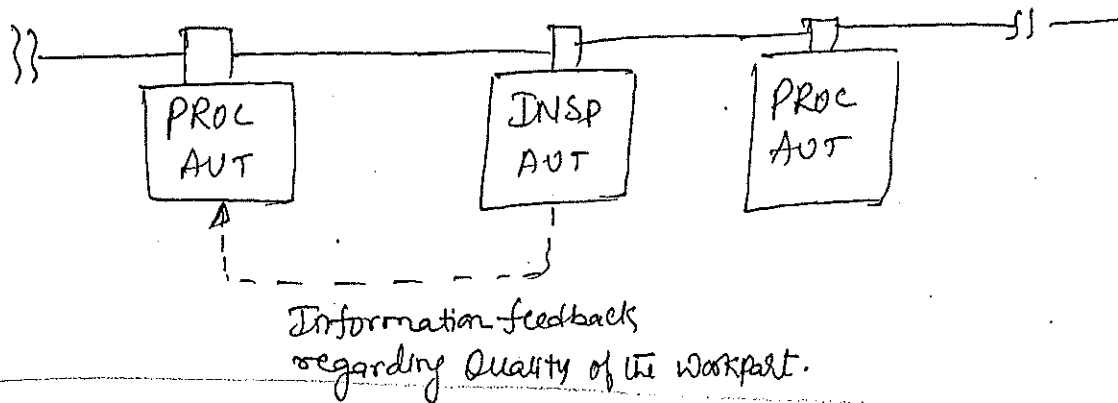 PROC
AUT
INSP
AUT
PROC
AUT
Information feedback
regarding Quality of the workpart.